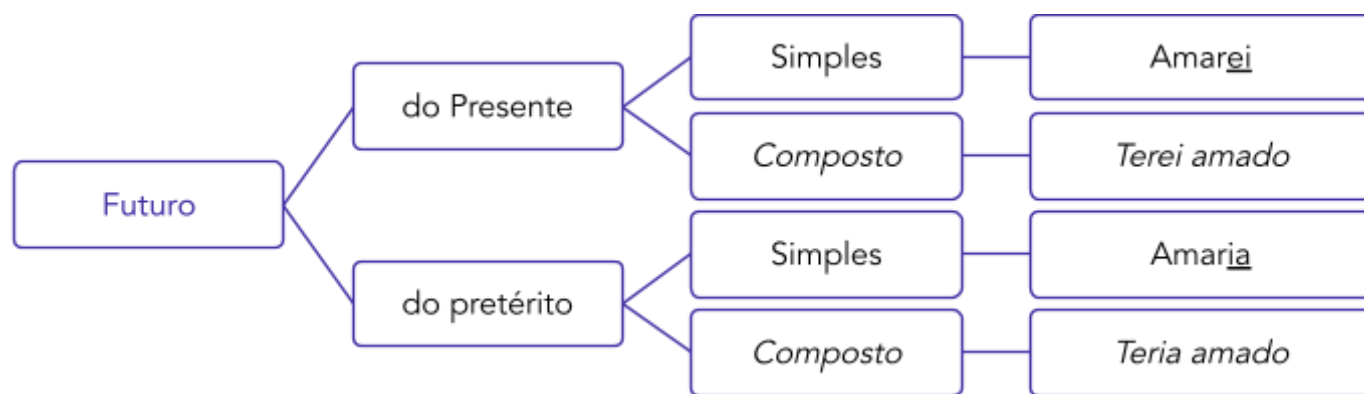 Futuro
do Presente
Simples
Amarei
Composto
Terei amado
do pretérito
Simples
Amaria
Composto
Teria amado